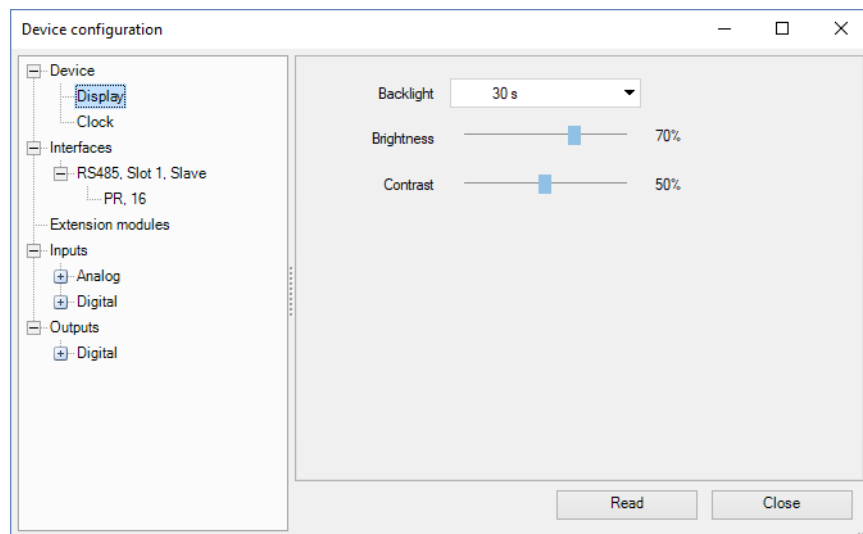 Device configuration
Device
Display
Clock
Interfaces
RS485, Slot 1, Slave
PR, 16
Extension modules
Inputs
Analog
Digital
Outputs
Digital
Backlight 30 s
Brightness 70%
Contrast 50%
Read Close